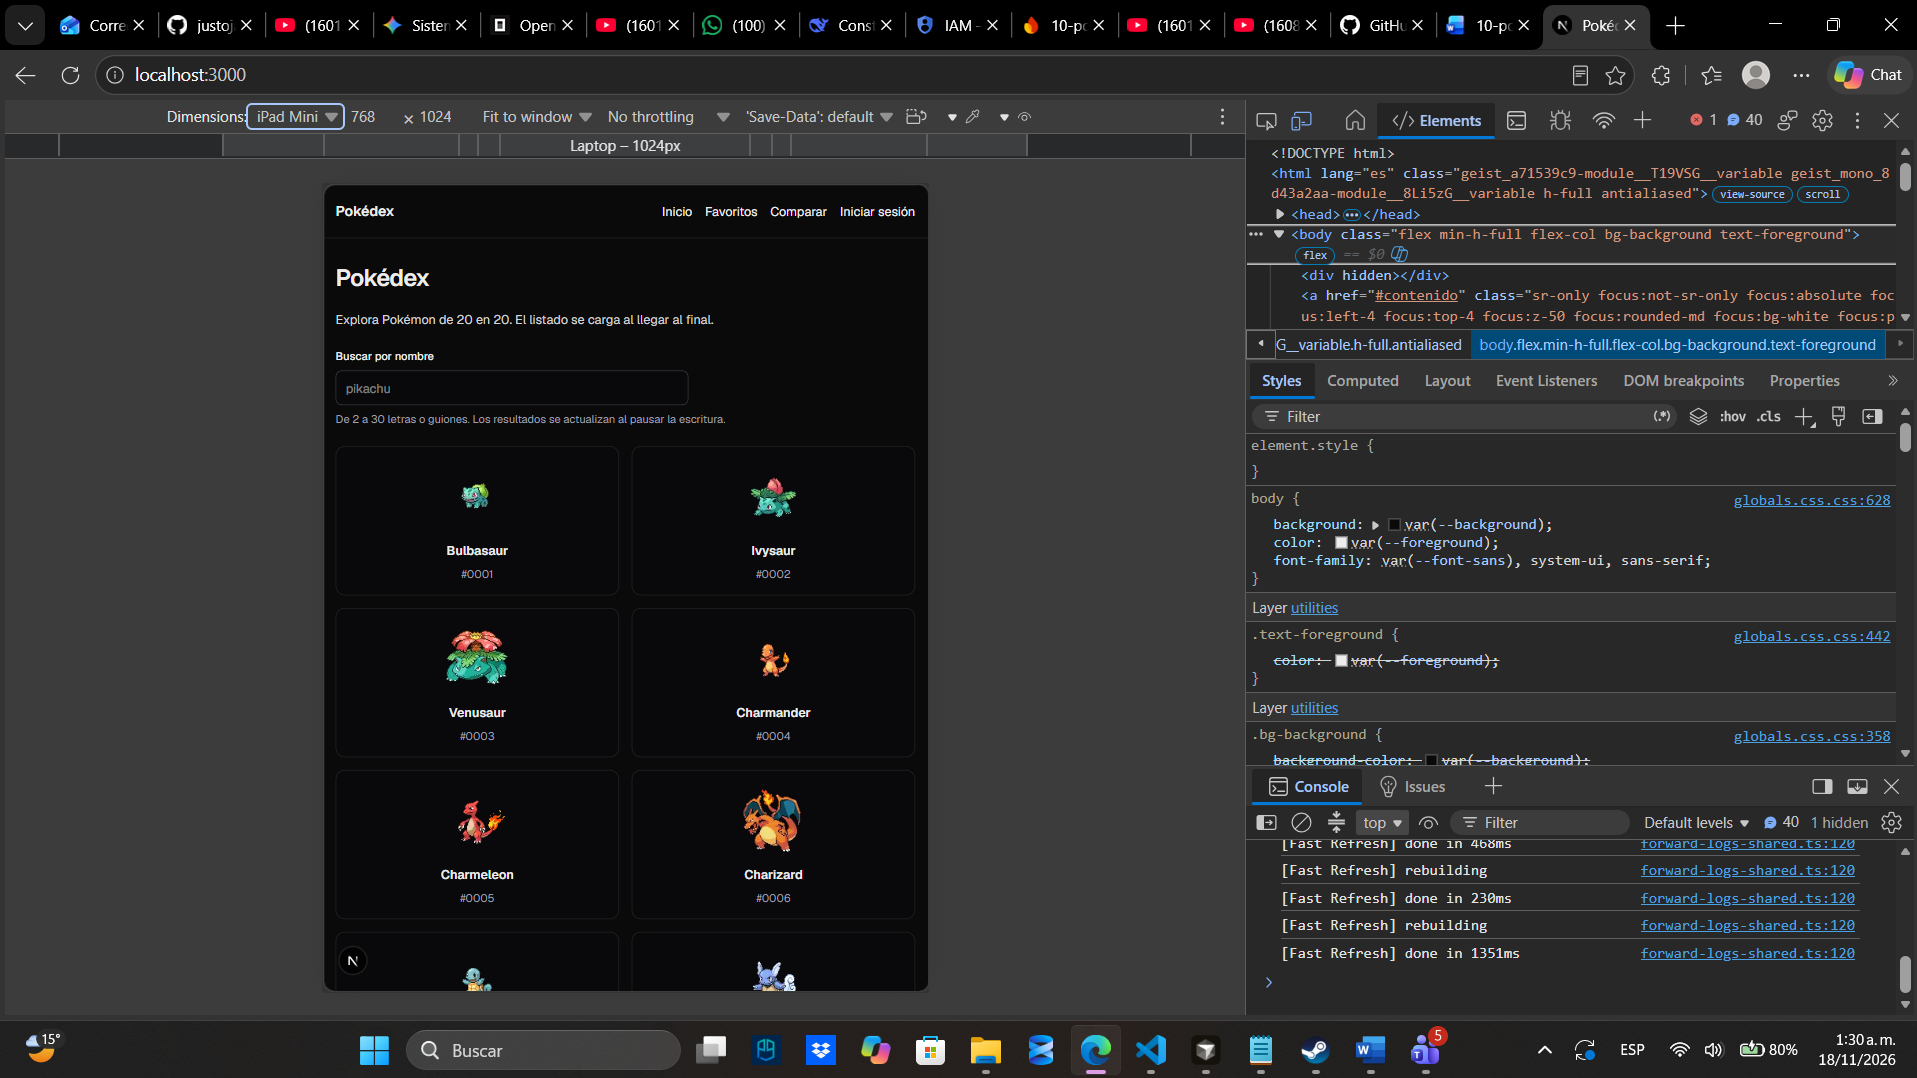 Corre
justoj
(1601
Sister
Open
(1601
(100)
Const
IAM -
10-po
(1601
(1608
GitHu
10-po
Poké
localhost:3000
Chat
Dimensions: iPad Mini 768 × 1024 Fit to window No throttling 'Save-Data': default
Laptop – 1024px
Pokédex
Inicio Favoritos Comparar Iniciar sesión
Pokédex
Explora Pokémon de 20 en 20. El listado se carga al llegar al final.
Buscar por nombre
pikachu
De 2 a 30 letras o guiones. Los resultados se actualizan al pausar la escritura.
Bulbasaur
#0001
Ivysaur
#0002
Venusaur
#0003
Charmander
#0004
Charmeleon
#0005
Charizard
#0006
N
</> Elements
1 40
<!DOCTYPE html>
<html lang="es" class="geist_a71539c9-module__T19VSG__variable geist_mono_8
d43a2aa-module__8Li5zG__variable h-full antialiased"> view-source scroll
<head> ••• </head>
••• <body class="flex min-h-full flex-col bg-background text-foreground">
flex == $0
<div hidden></div>
<a href="#contenido" class="sr-only focus:not-sr-only focus:absolute foc
us:left-4 focus:top-4 focus:z-50 focus:rounded-md focus:bg-white focus:p
G__variable.h-full.antialiased body.flex.min-h-full.flex-col.bg-background.text-foreground
Styles Computed Layout Event Listeners DOM breakpoints Properties
Filter
:hov .cls
element.style {
}
body {
globals.css.css:628
background: var(--background);
color: var(--foreground);
font-family: var(--font-sans), system-ui, sans-serif;
}
Layer utilities
.text-foreground {
globals.css.css:442
color: var(--foreground);
}
Layer utilities
.bg-background {
globals.css.css:358
background-color: var(--background);
Console Issues
top Filter Default levels 40 1 hidden
[Fast Refresh] done in 468ms forward-logs-shared.ts:120
[Fast Refresh] rebuilding forward-logs-shared.ts:120
[Fast Refresh] done in 230ms forward-logs-shared.ts:120
[Fast Refresh] rebuilding forward-logs-shared.ts:120
[Fast Refresh] done in 1351ms forward-logs-shared.ts:120
15°
Buscar
5
ESP
80%
1:30 a. m.
18/11/2026